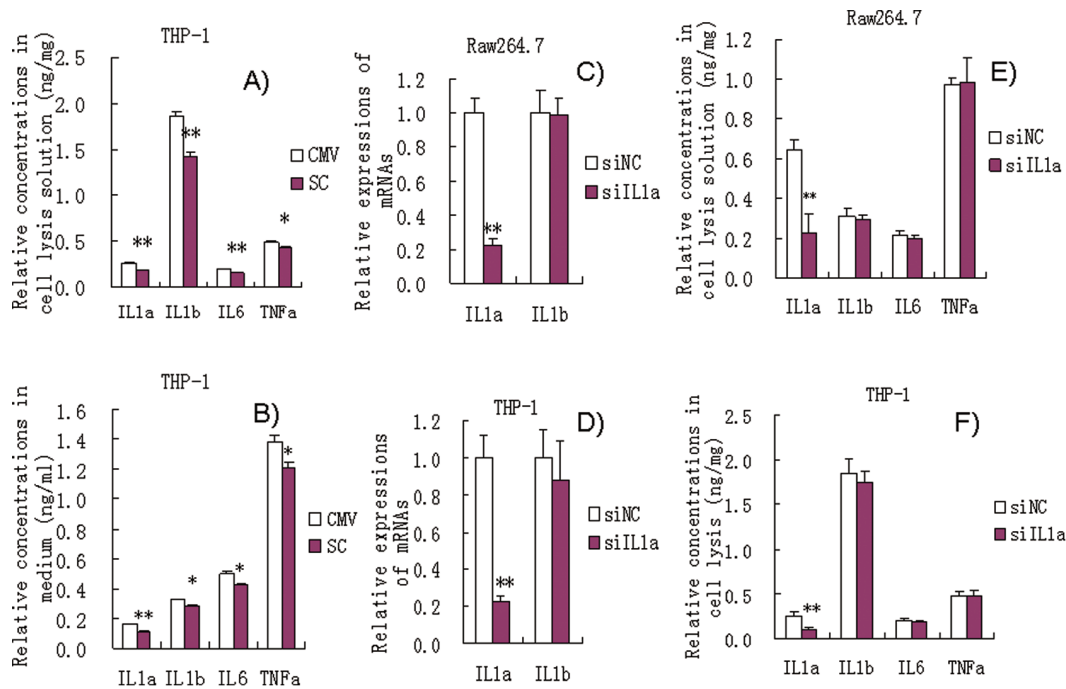 THP-1
A)
Relative concentrations in
cell lysis solution (ng/mg)
2.5
2.0
1.5
1.0
0.5
0.0
**
**
**
*
CMV
SC
IL1a IL1b IL6 TNFa
Raw264.7
C)
Relative expressions of
mRNAs
1.2
1.0
0.8
0.6
0.4
0.2
0.0
**
siNC
siIL1a
IL1a IL1b
Raw264.7
E)
Relative concentrations in
cell lysis solution (ng/mg)
1.2
1.0
0.8
0.6
0.4
0.2
0.0
**
siNC
siIL1a
IL1a IL1b IL6 TNFa
THP-1
B)
Relative concentrations in
medium (ng/ml)
1.6
1.4
1.2
1.0
0.8
0.6
0.4
0.2
0.0
**
*
*
*
CMV
SC
IL1a IL1b IL6 TNFa
THP-1
D)
Relative expressions
of mRNAs
1.2
1.0
0.8
0.6
0.4
0.2
0.0
**
siNC
siIL1a
IL1a IL1b
THP-1
F)
Relative concentrations in
cell lysis (ng/mg)
2.5
2.0
1.5
1.0
0.5
0.0
**
siNC
siIL1a
IL1a IL1b IL6 TNFa